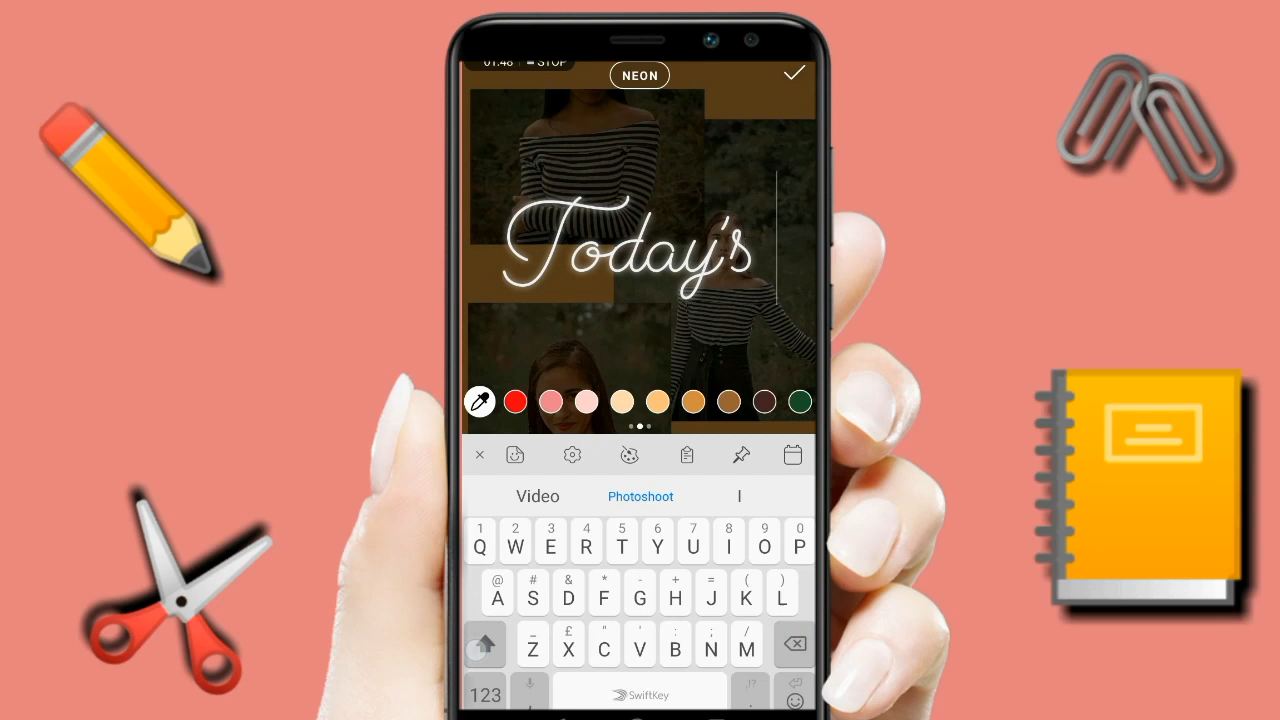 01:48 STOP
NEON
Today's
Video Photoshoot I
1 2 3 4 5 6 7 8 9 0
Q W E R T Y U I O P
@ # & * - + = ( )
A S D F G H J K L
_ £ " ' : ; /
Z X C V B N M
123 , SwiftKey ,!? .